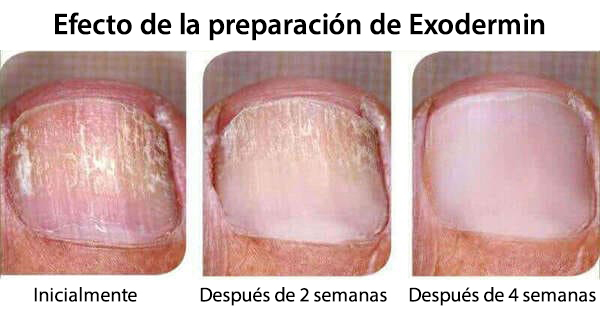 Efecto de la preparación de Exodermin
Inicialmente
Después de 2 semanas
Después de 4 semanas